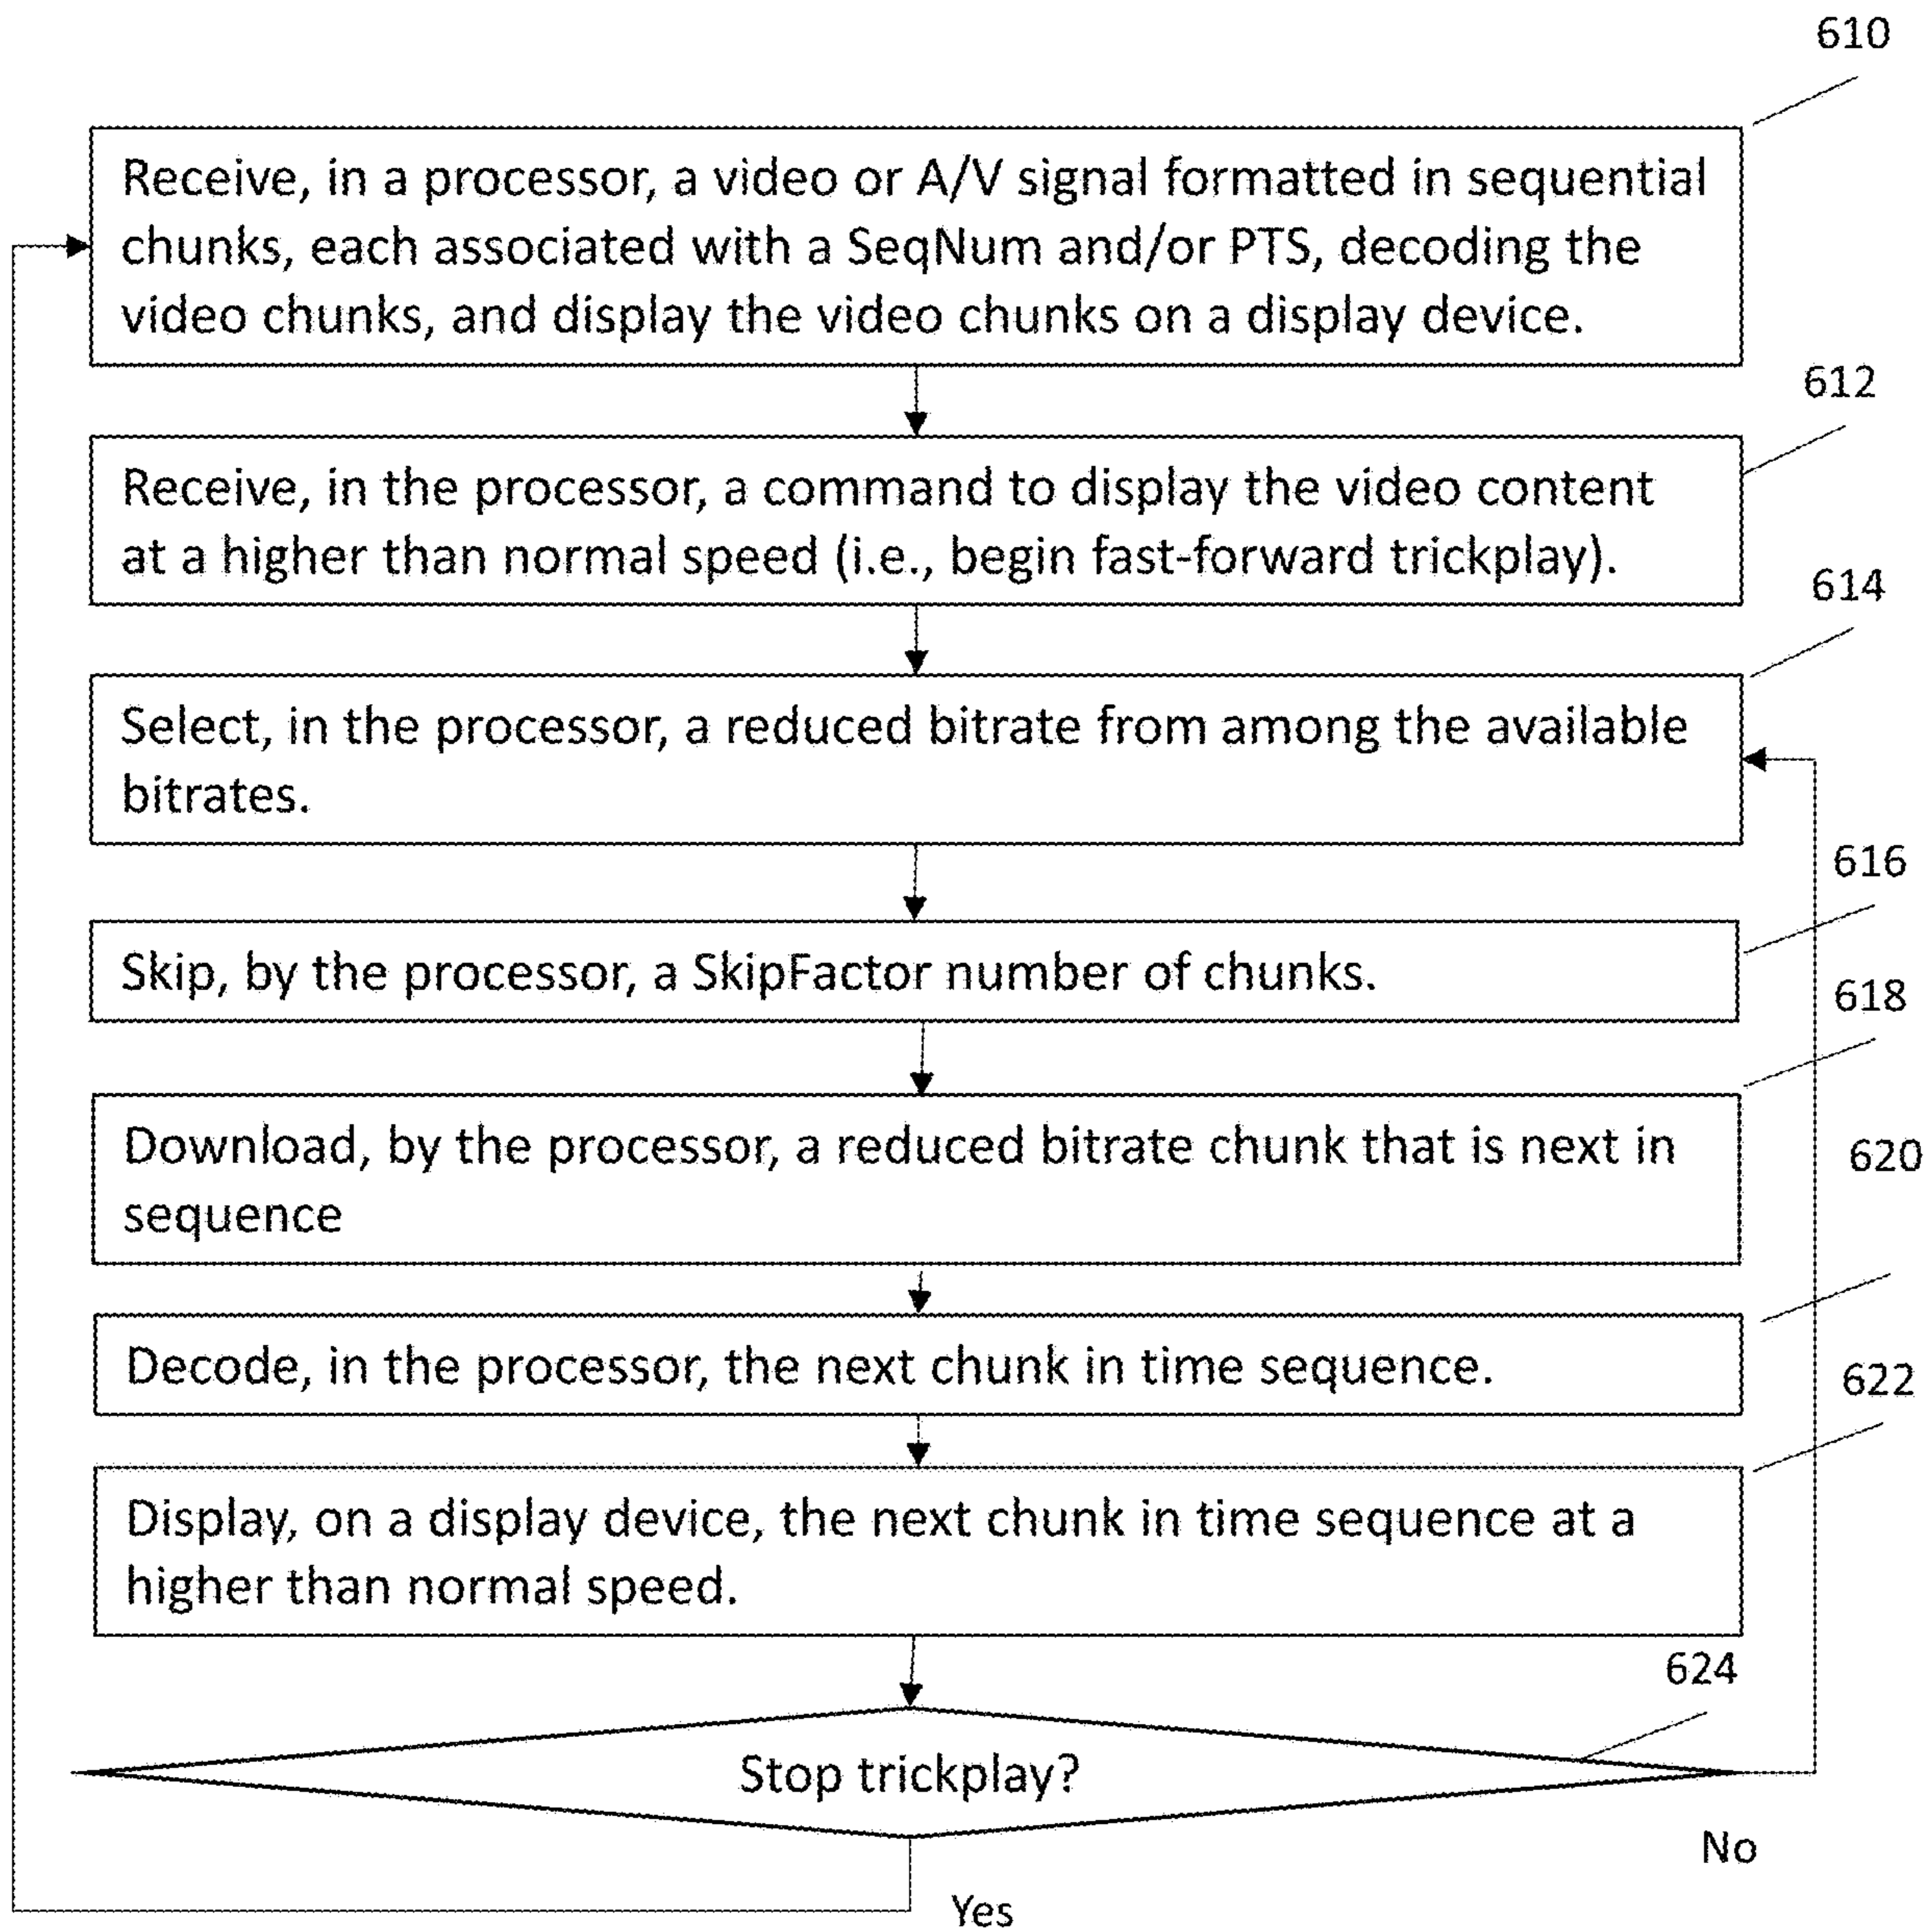 610
Receive, in a processor, a video or A/V signal formatted in sequential
chunks, each associated with a SeqNum and/or PTS, decoding the
video chunks, and display the video chunks on a display device.
612
Receive, in the processor, a command to display the video content
at a higher than normal speed (i.e., begin fast-forward trickplay).
614
Select, in the processor, a reduced bitrate from among the available
bitrates.
616
Skip, by the processor, a SkipFactor number of chunks.
618
Download, by the processor, a reduced bitrate chunk that is next in
sequence
620
Decode, in the processor, the next chunk in time sequence.
622
Display, on a display device, the next chunk in time sequence at a
higher than normal speed.
624
Stop trickplay?
No
Yes